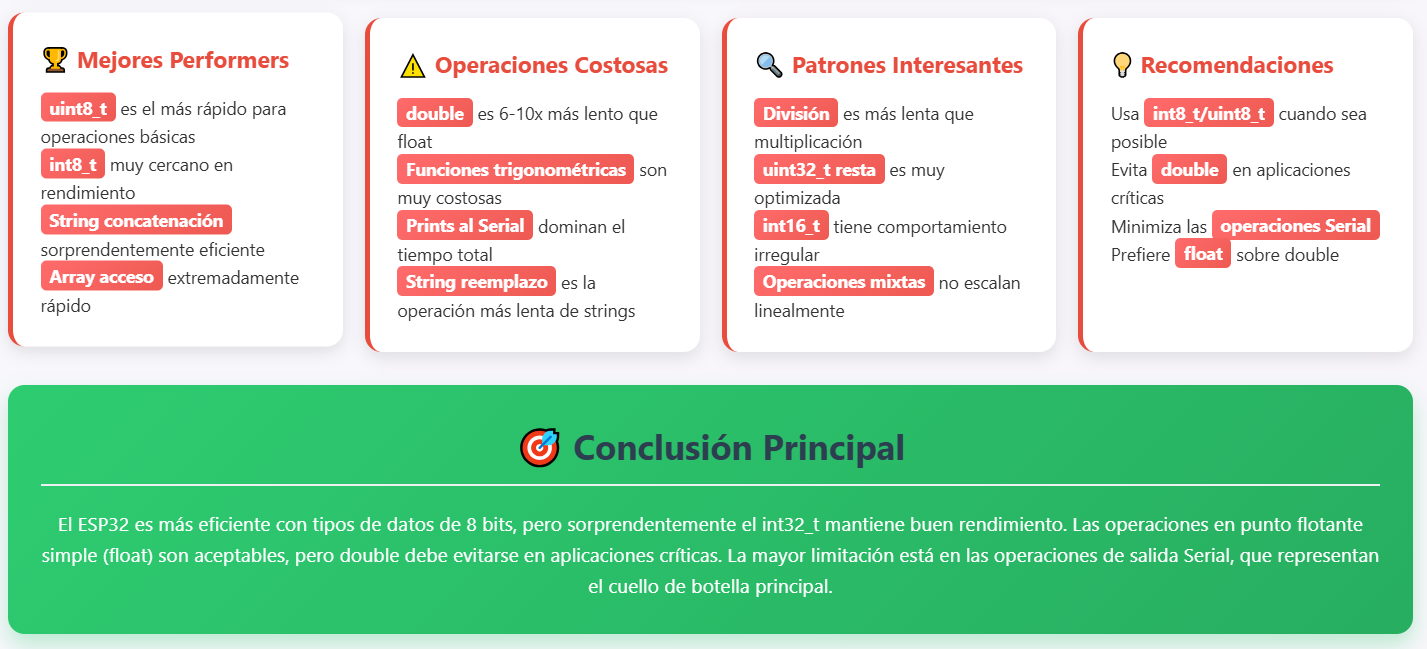 Mejores Performers
uint8_t es el más rápido para
operaciones básicas
int8_t muy cercano en
rendimiento
String concatenación
sorprendentemente eficiente
Array acceso extremadamente
rápido
Operaciones Costosas
double es 6-10x más lento que
float
Funciones trigonométricas son
muy costosas
Prints al Serial dominan el
tiempo total
String reemplazo es la
operación más lenta de strings
Patrones Interesantes
División es más lenta que
multiplicación
uint32_t resta es muy
optimizada
int16_t tiene comportamiento
irregular
Operaciones mixtas no escalan
linealmente
Recomendaciones
Usa int8_t/uint8_t cuando sea
posible
Evita double en aplicaciones
críticas
Minimiza las operaciones Serial
Prefiere float sobre double
Conclusión Principal
El ESP32 es más eficiente con tipos de datos de 8 bits, pero sorprendentemente el int32_t mantiene buen rendimiento. Las operaciones en punto flotante
simple (float) son aceptables, pero double debe evitarse en aplicaciones críticas. La mayor limitación está en las operaciones de salida Serial, que representan
el cuello de botella principal.